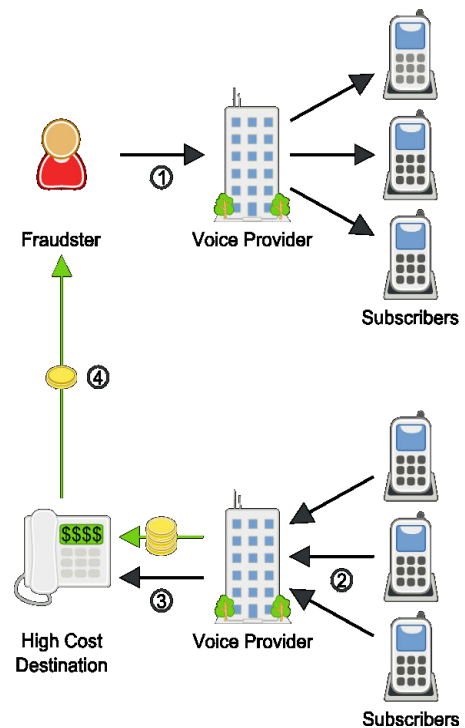 ①
Fraudster
Voice Provider
Subscribers
④
$$$$
②
③
High Cost
Destination
Voice Provider
Subscribers